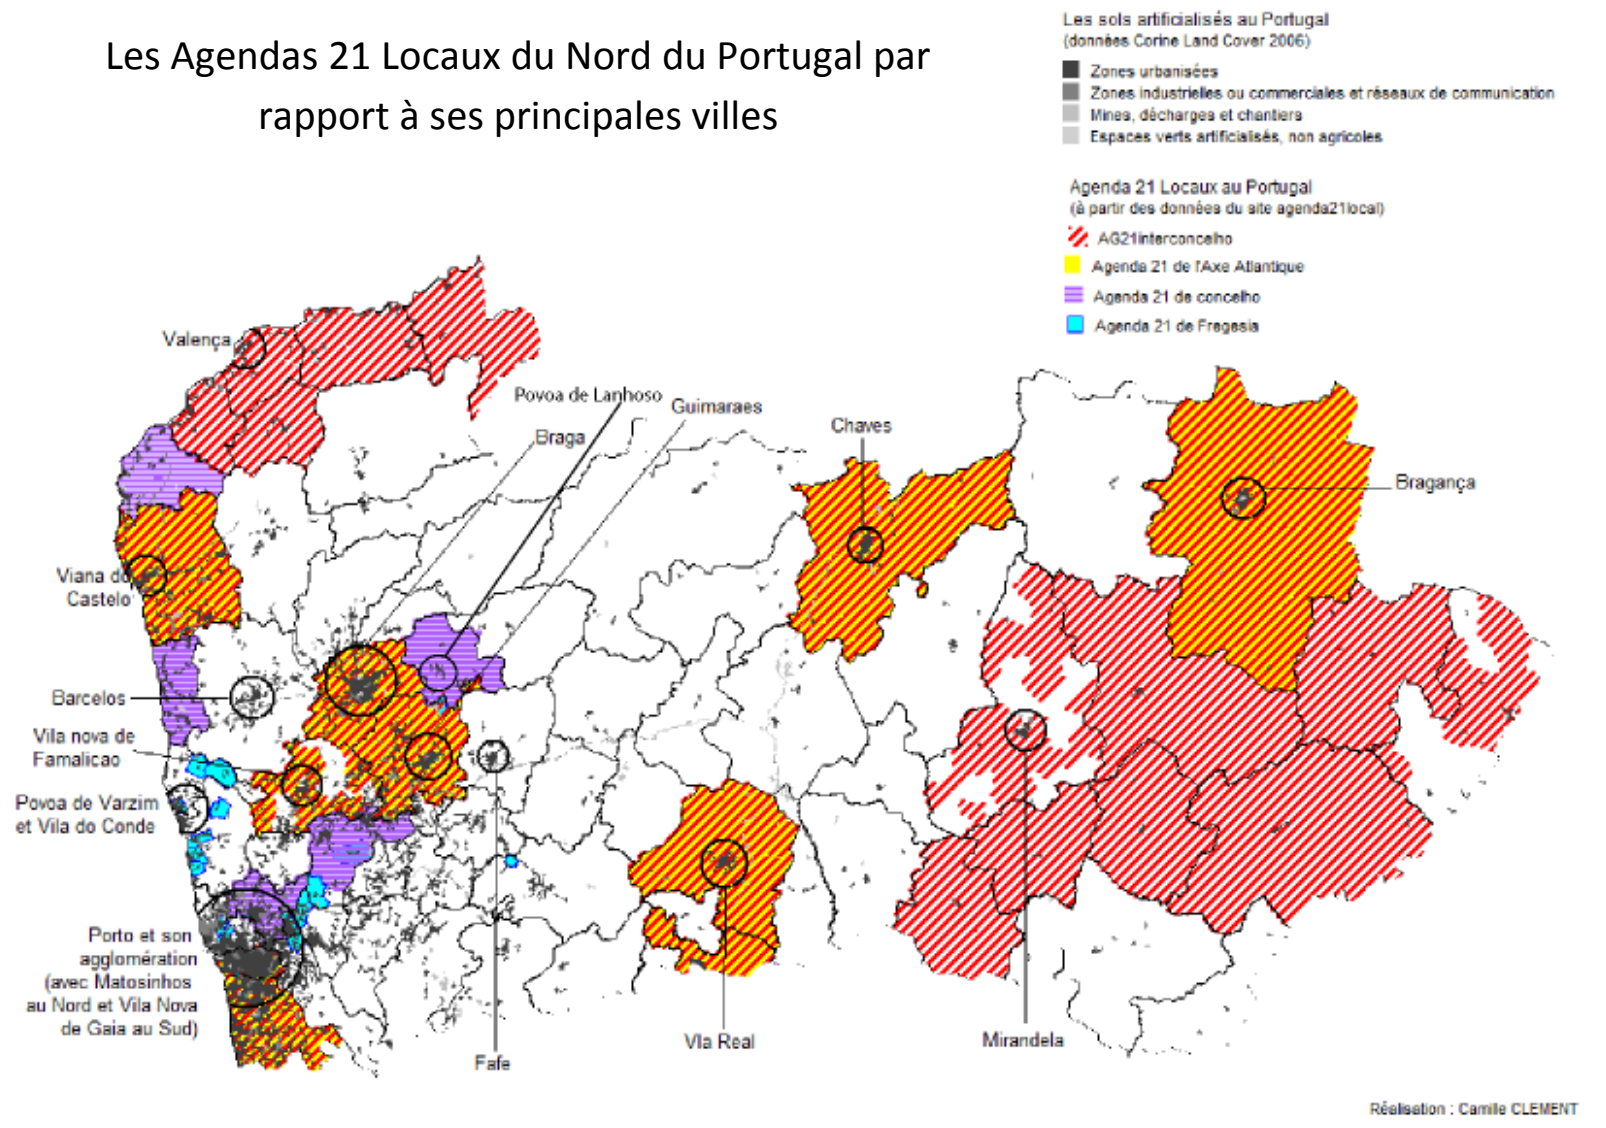 Les Agendas 21 Locaux du Nord du Portugal par
rapport à ses principales villes
Les sols artificialisés au Portugal
(données Corine Land Cover 2006)
Zones urbanisées
Zones industrielles ou commerciales et réseaux de communication
Mines, décharges et chantiers
Espaces verts artificialisés, non agricoles
Agenda 21 Locaux au Portugal
(à partir des données du site agenda21local)
AG21interconcelho
Agenda 21 de l'Axe Atlantique
Agenda 21 de concelho
Agenda 21 de Fregesia
Valença
Povoa de Lanhoso
Guimaraes
Braga
Chaves
Bragança
Viana do
Castelo
Barcelos
Vila nova de
Famalicao
Povoa de Varzim
et Vila do Conde
Porto et son
agglomération
(avec Matosinhos
au Nord et Vila Nova
de Gaia au Sud)
Fafe
Vla Real
Mirandela
Réalisation : Camille CLEMENT